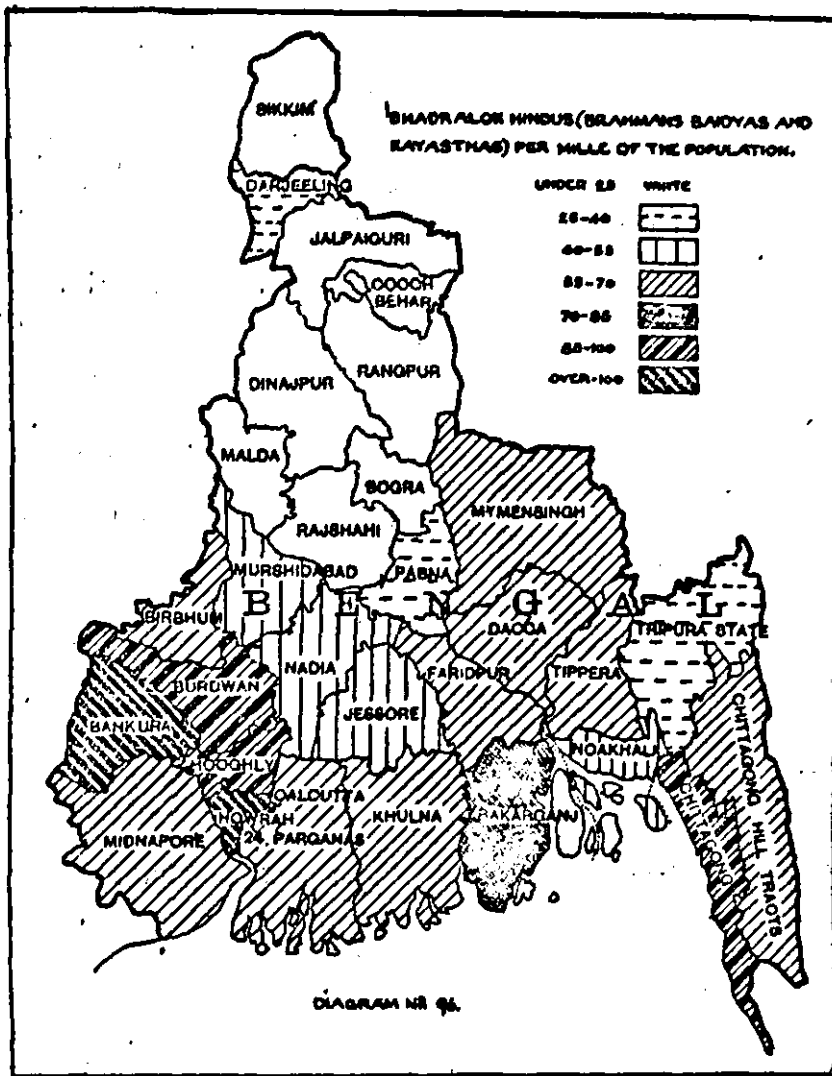 BHADRALOK HINDUS (BRAHMANS BAIDYAS AND
KAYASTHAS) PER MILLE OF THE POPULATION.
UNDER 25 WHITE
25-40
40-55
55-70
70-85
85-100
OVER-100
SIKKIM
DARJEELING
JALPAIGURI
COOCH
BEHAR
DINAJPUR
RANGPUR
MALDA
BOGRA
RAJSHAHI
MYMENSINGH
MURSHIDABAD
PABNA
BENGAL
BIRBHUM
DACCA
TRIPURA STATE
NADIA
FARIDPUR
TIPPERA
BURDWAN
JESSORE
BANKURA
NOAKHALI
HOOGHLY
CALCUTTA
HOWRAH
24 PARGANAS
KHULNA
BAKARGANJ
MIDNAPORE
CHITTAGONG
CHITTAGONG HILL TRACTS
DIAGRAM NR 96.